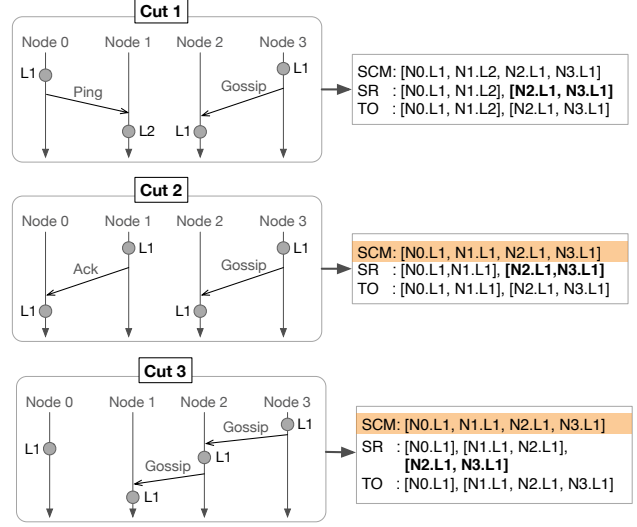 Cut 1
Node 0 Node 1 Node 2 Node 3
L1 L1
Ping Gossip
L2 L1
SCM: [N0.L1, N1.L2, N2.L1, N3.L1]
SR : [N0.L1, N1.L2], [N2.L1, N3.L1]
TO : [N0.L1, N1.L2], [N2.L1, N3.L1]
Cut 2
Node 0 Node 1 Node 2 Node 3
L1 L1
Ack Gossip
L1 L1
SCM: [N0.L1, N1.L1, N2.L1, N3.L1]
SR : [N0.L1,N1.L1], [N2.L1,N3.L1]
TO : [N0.L1, N1.L1], [N2.L1, N3.L1]
Cut 3
Node 0 Node 1 Node 2 Node 3
L1
Gossip
L1
L1
Gossip
L1
SCM: [N0.L1, N1.L1, N2.L1, N3.L1]
SR : [N0.L1], [N1.L1, N2.L1],
[N2.L1, N3.L1]
TO : [N0.L1], [N1.L1, N2.L1, N3.L1]